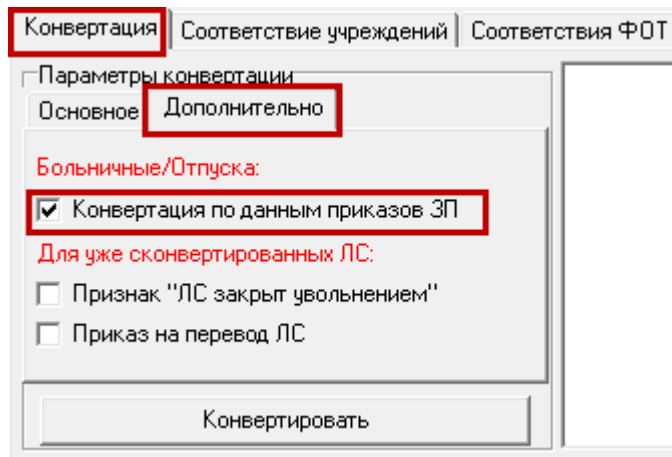 Конвертация Соответствие учреждений Соответствия ФОТ
Параметры конвертации
Основное Дополнительно
Больничные/Отпуска:
Конвертация по данным приказов ЗП
Для уже сконвертированных ЛС:
Признак "ЛС закрыт увольнением"
Приказ на перевод ЛС
Конвертировать